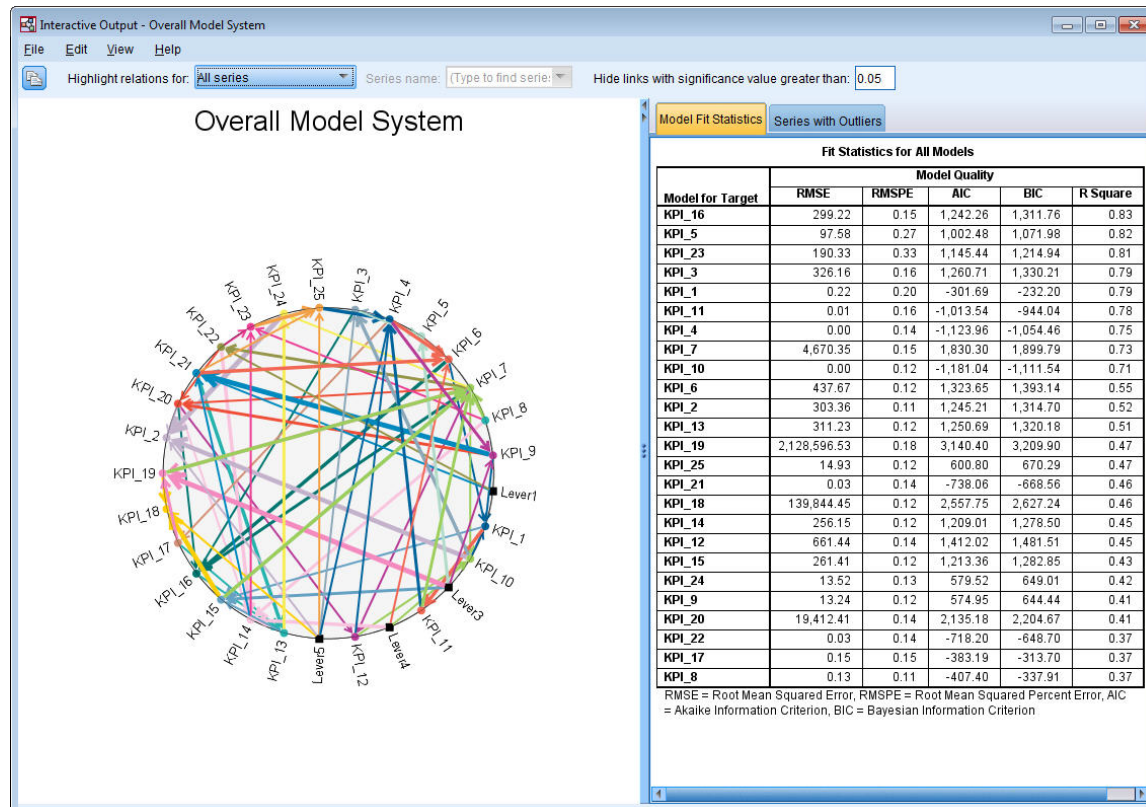 Interactive Output - Overall Model System
File Edit View Help
Highlight relations for: All series Series name: (Type to find serie: Hide links with significance value greater than: 0.05
Overall Model System
KPI_3
KPI_4
KPI_5
KPI_6
KPI_7
KPI_8
KPI_9
Lever1
KPI_1
KPI_10
Lever3
KPI_11
Lever4
KPI_12
Lever5
KPI_13
KPI_14
KPI_15
KPI_16
KPI_17
KPI_18
KPI_19
KPI_2
KPI_20
KPI_21
KPI_22
KPI_23
KPI_24
KPI_25
Model Fit Statistics Series with Outliers
Fit Statistics for All Models
Model Quality
Model for Target RMSE RMSPE AIC BIC R Square
KPI_16 299.22 0.15 1,242.26 1,311.76 0.83
KPI_5 97.58 0.27 1,002.48 1,071.98 0.82
KPI_23 190.33 0.33 1,145.44 1,214.94 0.81
KPI_3 326.16 0.16 1,260.71 1,330.21 0.79
KPI_1 0.22 0.20 -301.69 -232.20 0.79
KPI_11 0.01 0.16 -1,013.54 -944.04 0.78
KPI_4 0.00 0.14 -1,123.96 -1,054.46 0.75
KPI_7 4,670.35 0.15 1,830.30 1,899.79 0.73
KPI_10 0.00 0.12 -1,181.04 -1,111.54 0.71
KPI_6 437.67 0.12 1,323.65 1,393.14 0.55
KPI_2 303.36 0.11 1,245.21 1,314.70 0.52
KPI_13 311.23 0.12 1,250.69 1,320.18 0.51
KPI_19 2,128,596.53 0.18 3,140.40 3,209.90 0.47
KPI_25 14.93 0.12 600.80 670.29 0.47
KPI_21 0.03 0.14 -738.06 -668.56 0.46
KPI_18 139,844.45 0.12 2,557.75 2,627.24 0.46
KPI_14 256.15 0.12 1,209.01 1,278.50 0.45
KPI_12 661.44 0.14 1,412.02 1,481.51 0.45
KPI_15 261.41 0.12 1,213.36 1,282.85 0.43
KPI_24 13.52 0.13 579.52 649.01 0.42
KPI_9 13.24 0.12 574.95 644.44 0.41
KPI_20 19,412.41 0.14 2,135.18 2,204.67 0.41
KPI_22 0.03 0.14 -718.20 -648.70 0.37
KPI_17 0.15 0.15 -383.19 -313.70 0.37
KPI_8 0.13 0.11 -407.40 -337.91 0.37
RMSE = Root Mean Squared Error, RMSPE = Root Mean Squared Percent Error, AIC
= Akaike Information Criterion, BIC = Bayesian Information Criterion